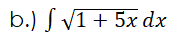 b.) ∫ √1 + 5x dx